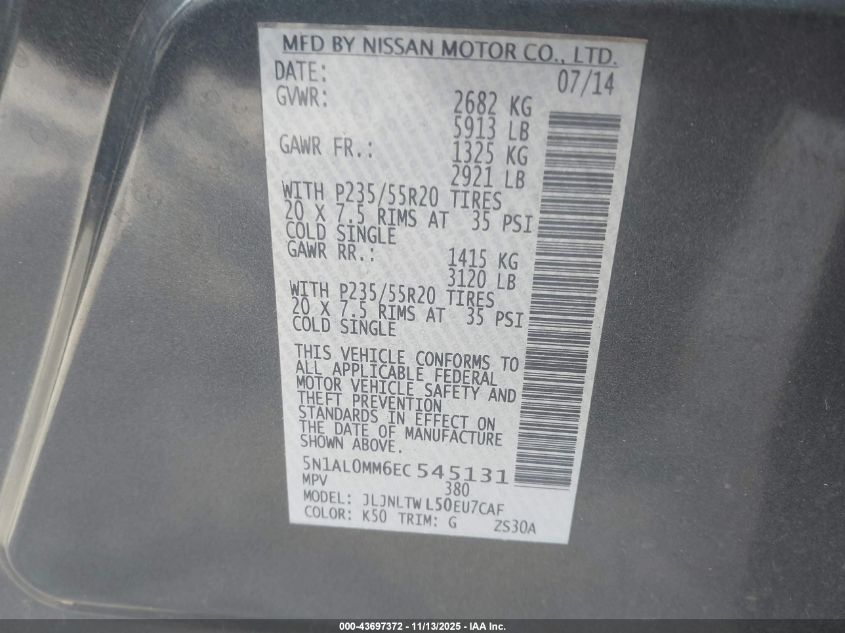 MFD BY NISSAN MOTOR CO., LTD.
DATE: 07/14
GVWR: 2682 KG
5913 LB
GAWR FR.: 1325 KG
2921 LB
WITH P235/55R20 TIRES
20 X 7.5 RIMS AT 35 PSI
COLD SINGLE
GAWR RR.: 1415 KG
3120 LB
WITH P235/55R20 TIRES
20 X 7.5 RIMS AT 35 PSI
COLD SINGLE
THIS VEHICLE CONFORMS TO
ALL APPLICABLE FEDERAL
MOTOR VEHICLE SAFETY AND
THEFT PREVENTION
STANDARDS IN EFFECT ON
THE DATE OF MANUFACTURE
SHOWN ABOVE.
5N1AL0MM6EC 545131
MPV 380
MODEL: JLJNLTW L50EU7CAF
COLOR: K50 TRIM: G ZS30A
000-43697372 - 11/13/2025 - IAA Inc.